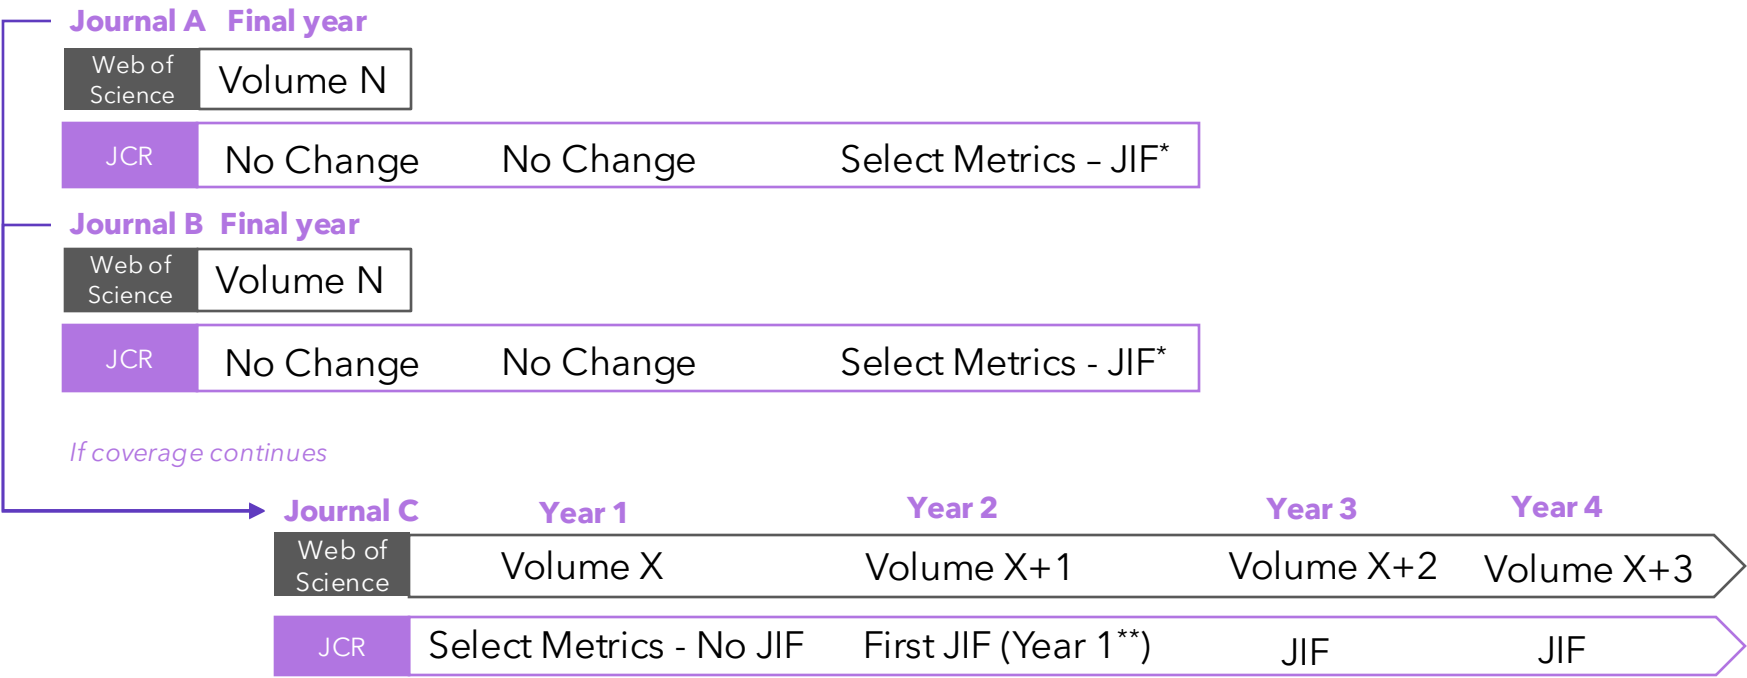 Journal A Final year
Web of
Science
Volume N
JCR
No Change No Change Select Metrics – JIF*
Journal B Final year
Web of
Science
Volume N
JCR
No Change No Change Select Metrics - JIF*
If coverage continues
Journal C Year 1 Year 2 Year 3 Year 4
Web of
Science
Volume X Volume X+1 Volume X+2 Volume X+3
JCR
Select Metrics - No JIF First JIF (Year 1**) JIF JIF